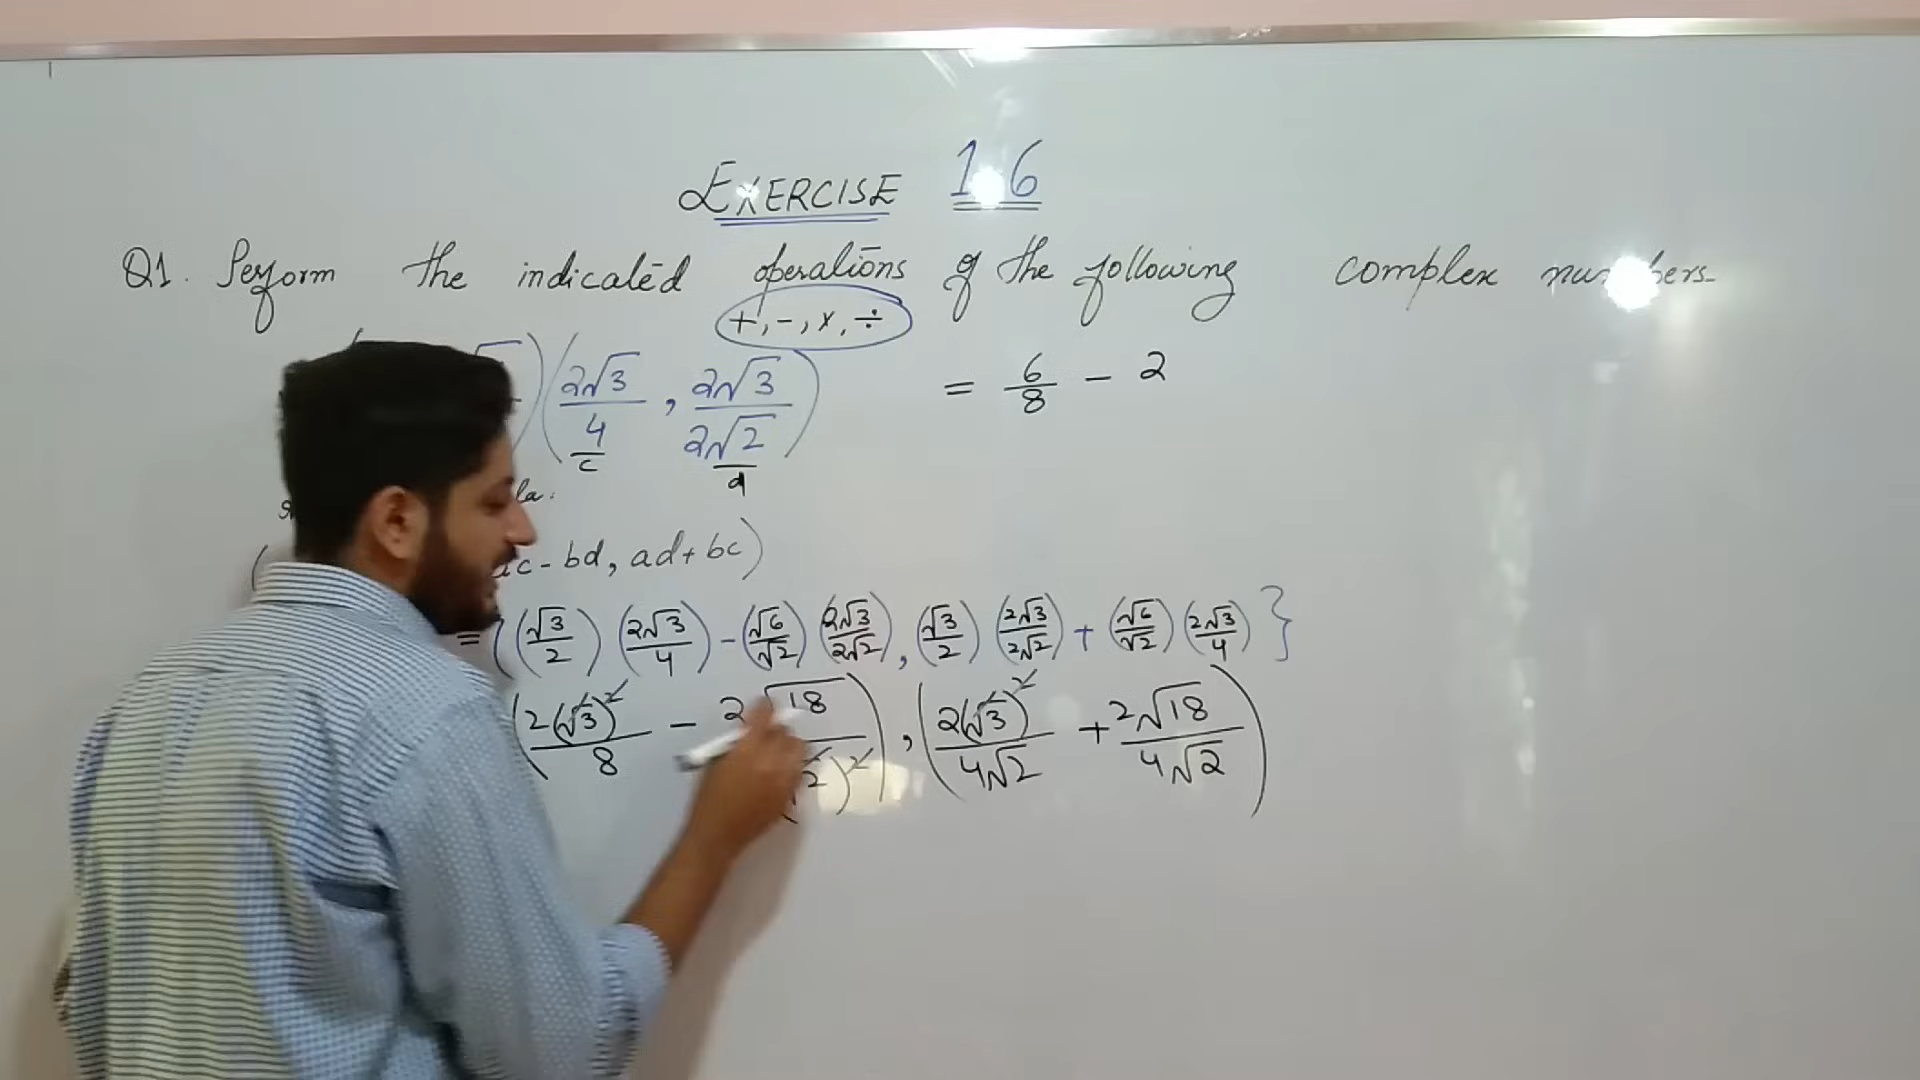 EXERCISE 1.6
Q1. Perform the indicated operations of the following complex numbers.
+, -, x, ÷
) (2√3/4, 2√3/2√2) = 6/8 - 2
c d
la:
ac - bd, ad + bc)
= {(√3/2) (2√3/4) - (√6/√2) (2√3/2√2), (√3/2) (2√3/2√2) + (√6/√2) (2√3/4)}
(2(√3)²/8 - 2√18/(√2)²), (2(√3)²/4√2 + 2√18/4√2)